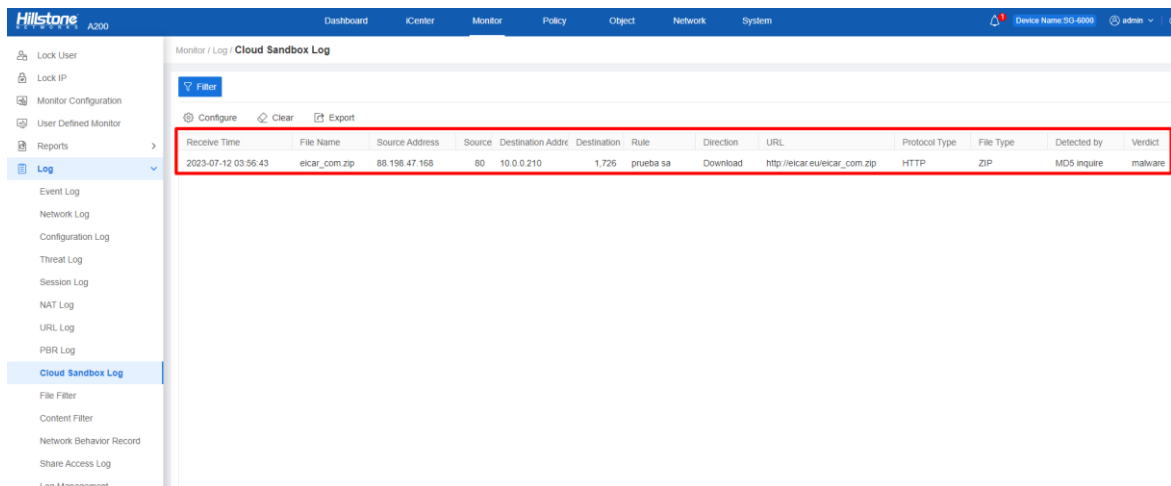 Hillstone
NETWORKS A200
Dashboard iCenter Monitor Policy Object Network System
1 Device Name:SG-6000 admin
Lock User
Lock IP
Monitor Configuration
User Defined Monitor
Reports
Log
Event Log
Network Log
Configuration Log
Threat Log
Session Log
NAT Log
URL Log
PBR Log
Cloud Sandbox Log
File Filter
Content Filter
Network Behavior Record
Share Access Log
Log Management
Monitor / Log / Cloud Sandbox Log
Filter
Configure Clear Export
Receive Time File Name Source Address Source Destination Addre Destination Rule Direction URL Protocol Type File Type Detected by Verdict
2023-07-12 03:56:43 eicar_com.zip 88.198.47.168 80 10.0.0.210 1,726 prueba sa Download http://eicar.eu/eicar_com.zip HTTP ZIP MD5 inquire malware